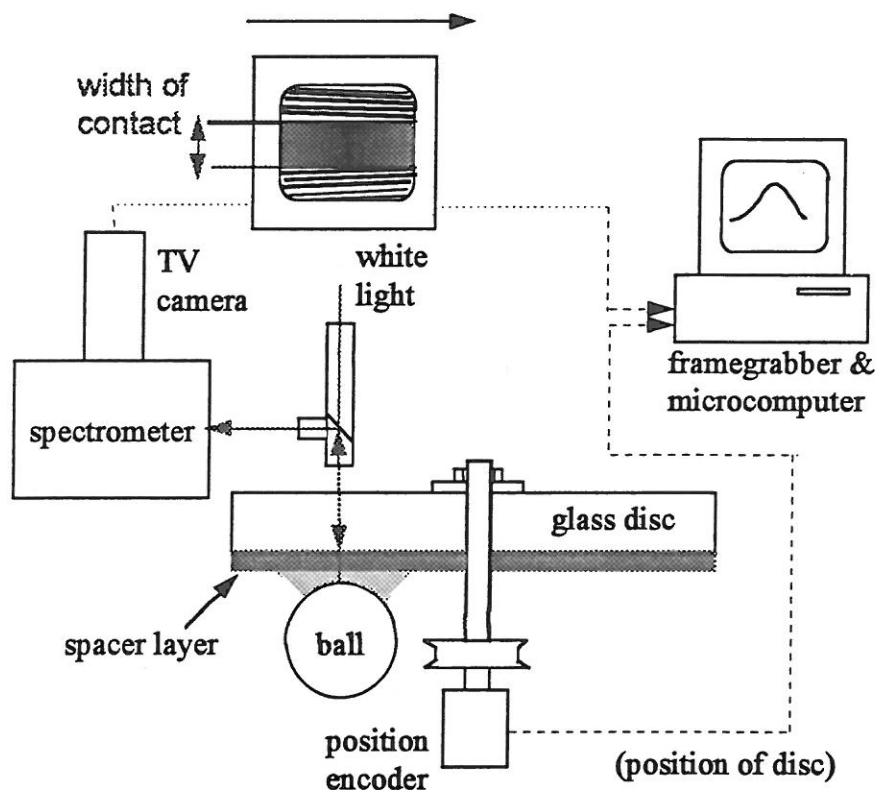 width of
contact
TV
camera
white
light
framegrabber &
microcomputer
spectrometer
glass disc
spacer layer
ball
position
encoder
(position of disc)